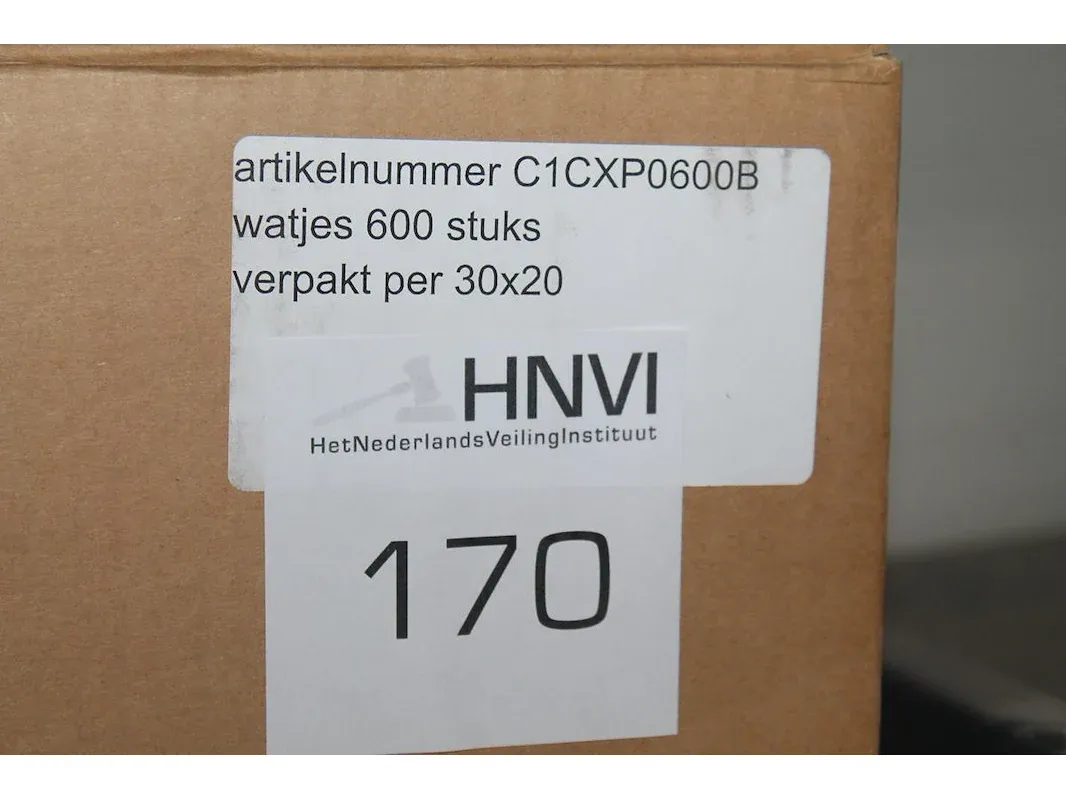 artikelnummer C1CXP0600B
watjes 600 stuks
verpakt per 30x20
HNVI
HetNederlandsVeilingInstituut
170